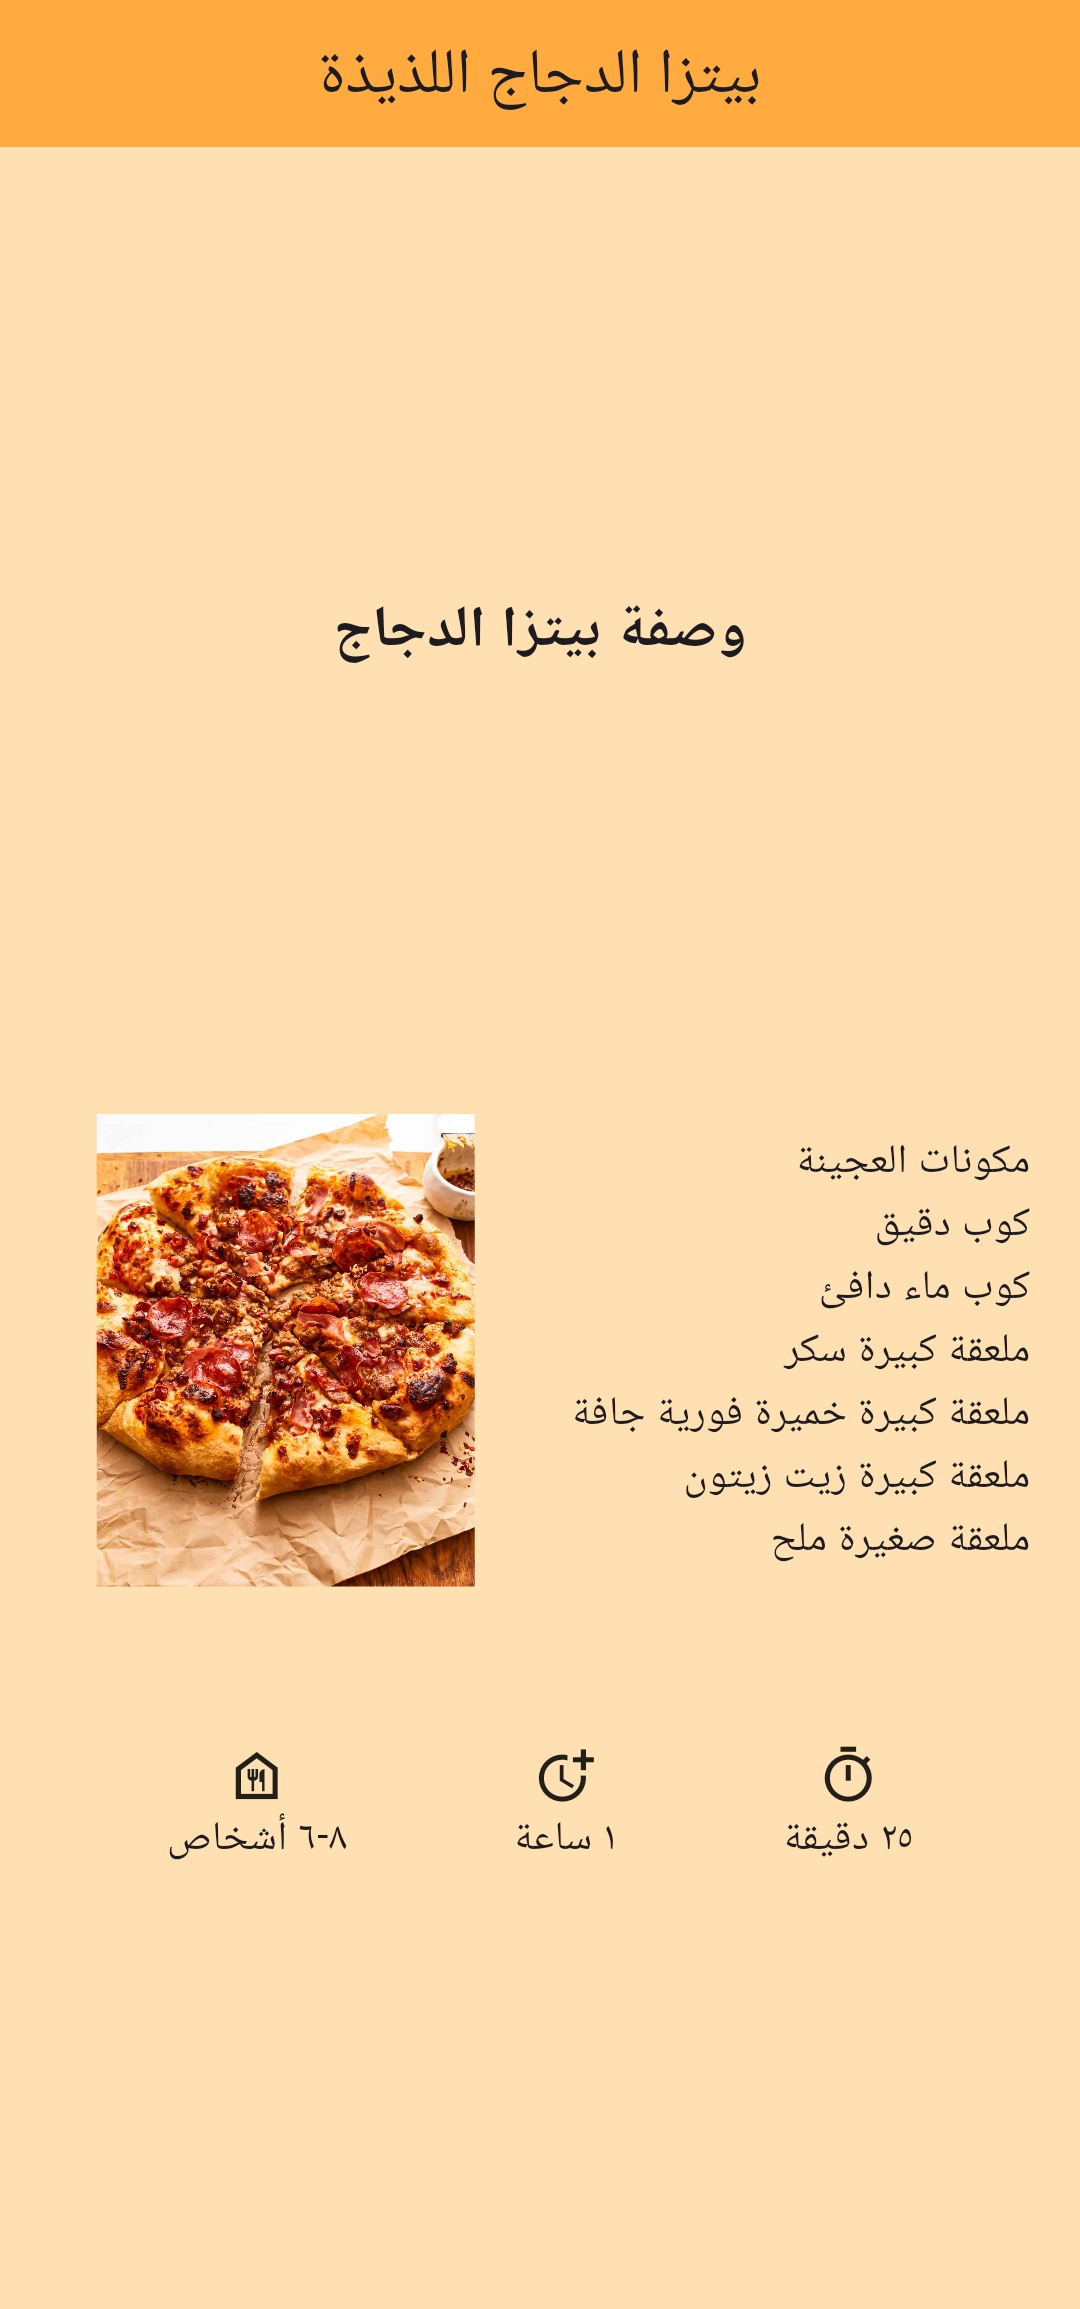 بيتزا الدجاج اللذيذة
وصفة بيتزا الدجاج
مكونات العجينة
كوب دقيق
كوب ماء دافئ
ملعقة كبيرة سكر
ملعقة كبيرة خميرة فورية جافة
ملعقة كبيرة زيت زيتون
ملعقة صغيرة ملح
٢٥ دقيقة
١ ساعة
٦-٨ أشخاص